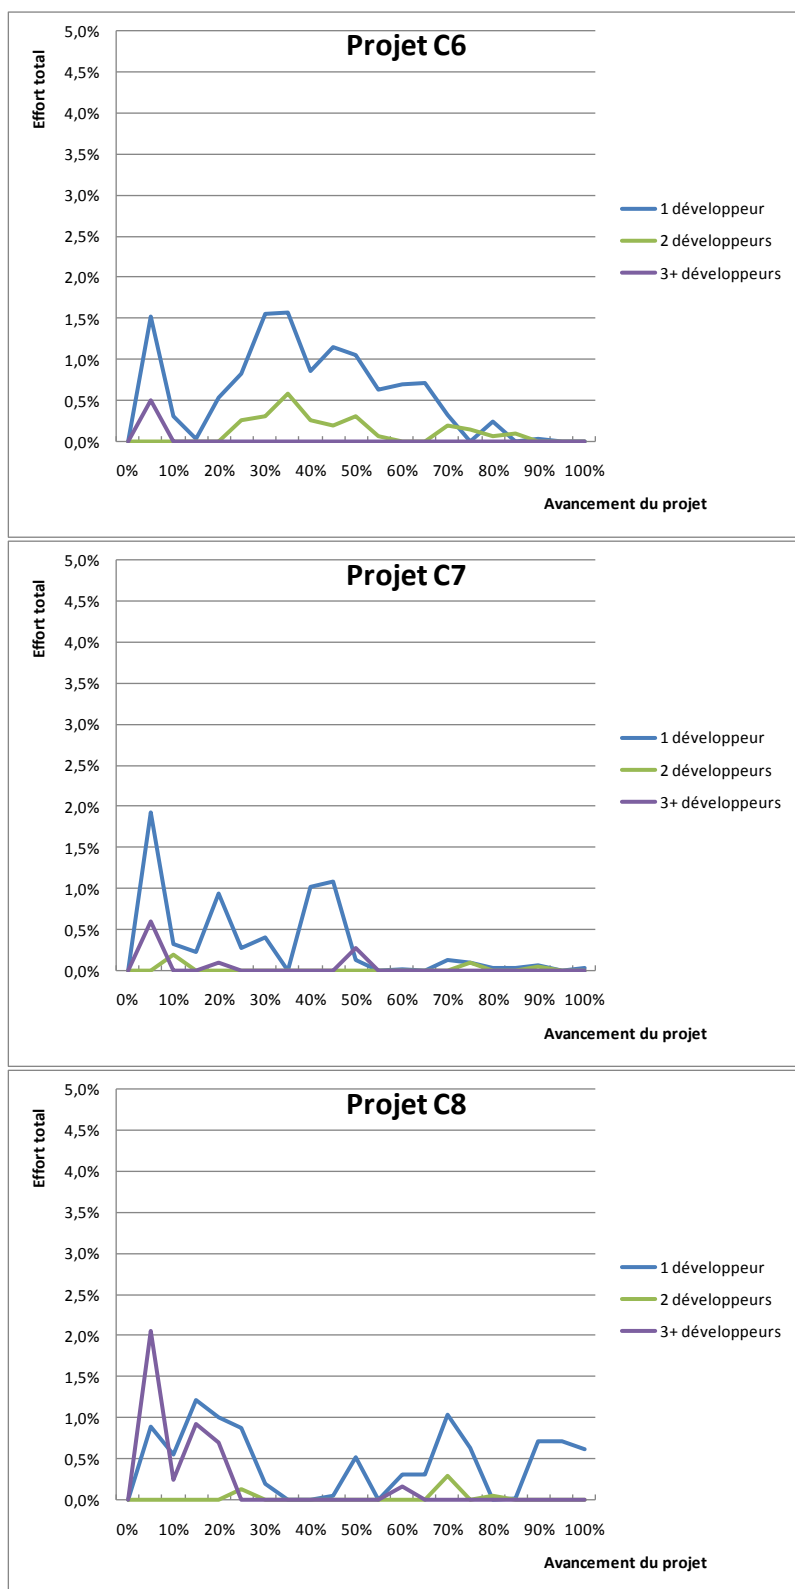 Projet C6
Effort total
5,0%
4,5%
4,0%
3,5%
3,0%
2,5%
2,0%
1,5%
1,0%
0,5%
0,0%
0% 10% 20% 30% 40% 50% 60% 70% 80% 90% 100%
Avancement du projet
1 développeur
2 développeurs
3+ développeurs
Projet C7
Effort total
5,0%
4,5%
4,0%
3,5%
3,0%
2,5%
2,0%
1,5%
1,0%
0,5%
0,0%
0% 10% 20% 30% 40% 50% 60% 70% 80% 90% 100%
Avancement du projet
1 développeur
2 développeurs
3+ développeurs
Projet C8
Effort total
5,0%
4,5%
4,0%
3,5%
3,0%
2,5%
2,0%
1,5%
1,0%
0,5%
0,0%
0% 10% 20% 30% 40% 50% 60% 70% 80% 90% 100%
Avancement du projet
1 développeur
2 développeurs
3+ développeurs